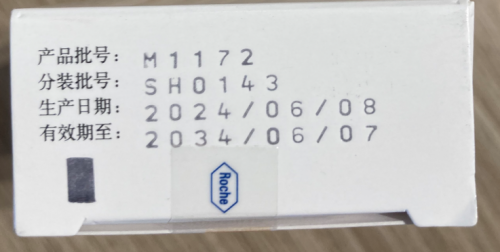 产品批号: M1172
分装批号: SH0143
生产日期: 2024/06/08
有效期至: 2034/06/07
Roche